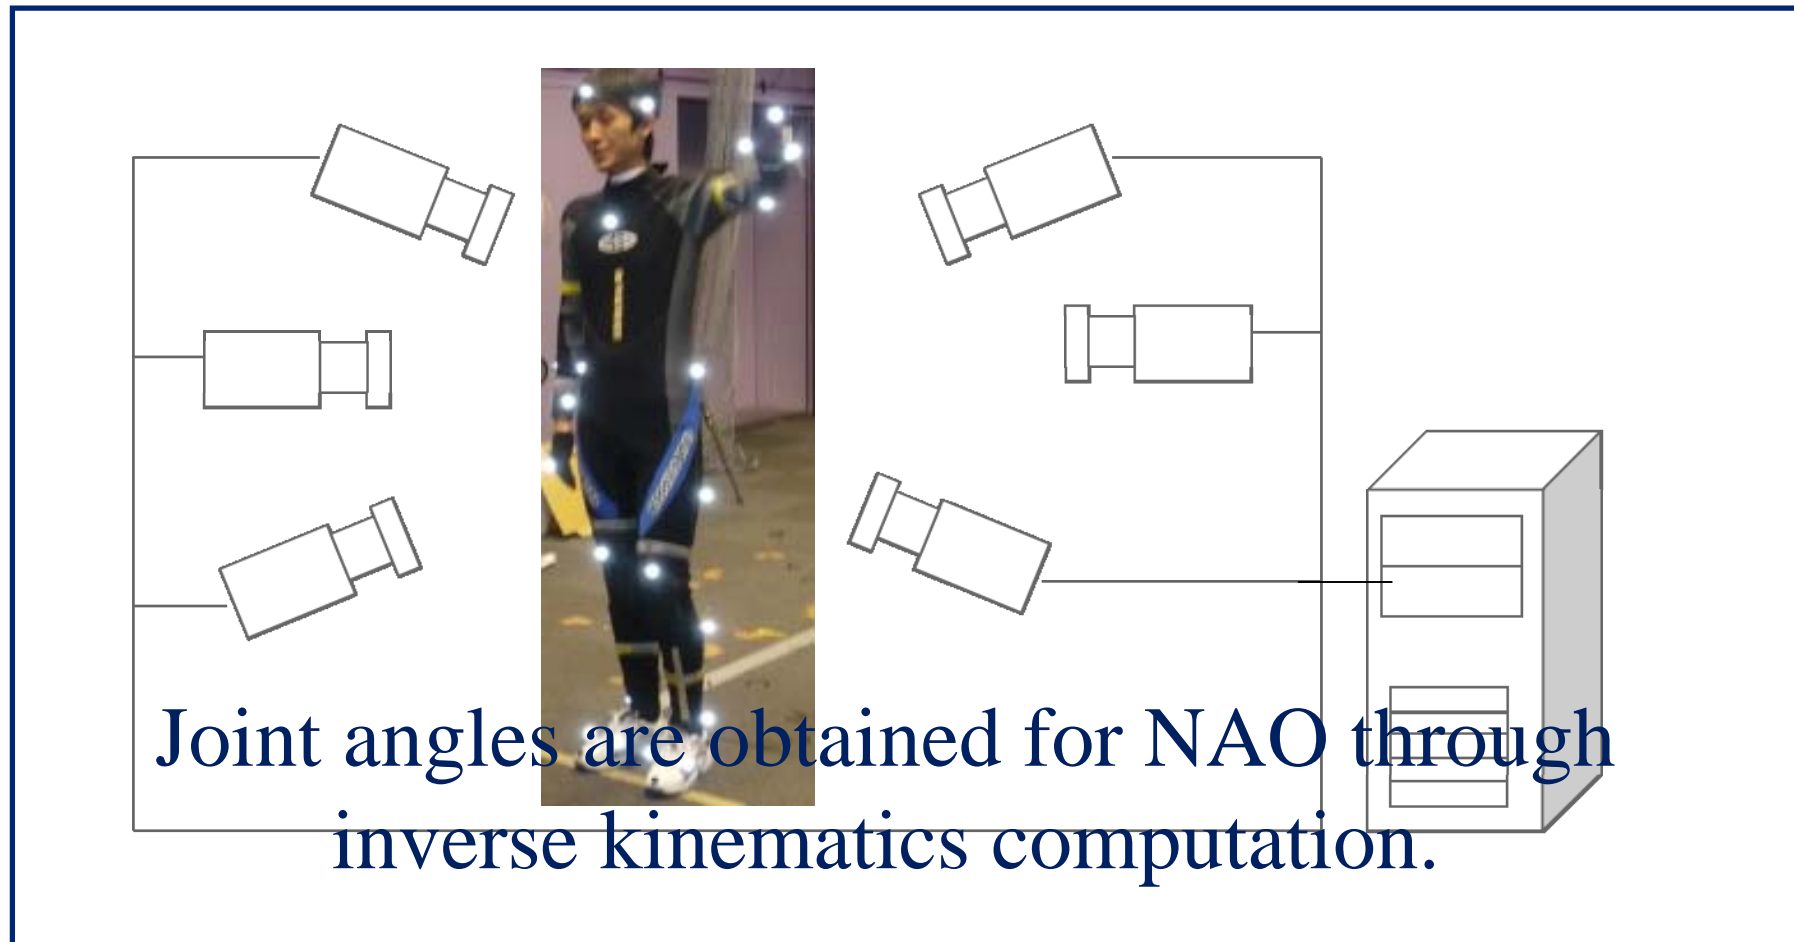 Joint angles are obtained for NAO through
inverse kinematics computation.